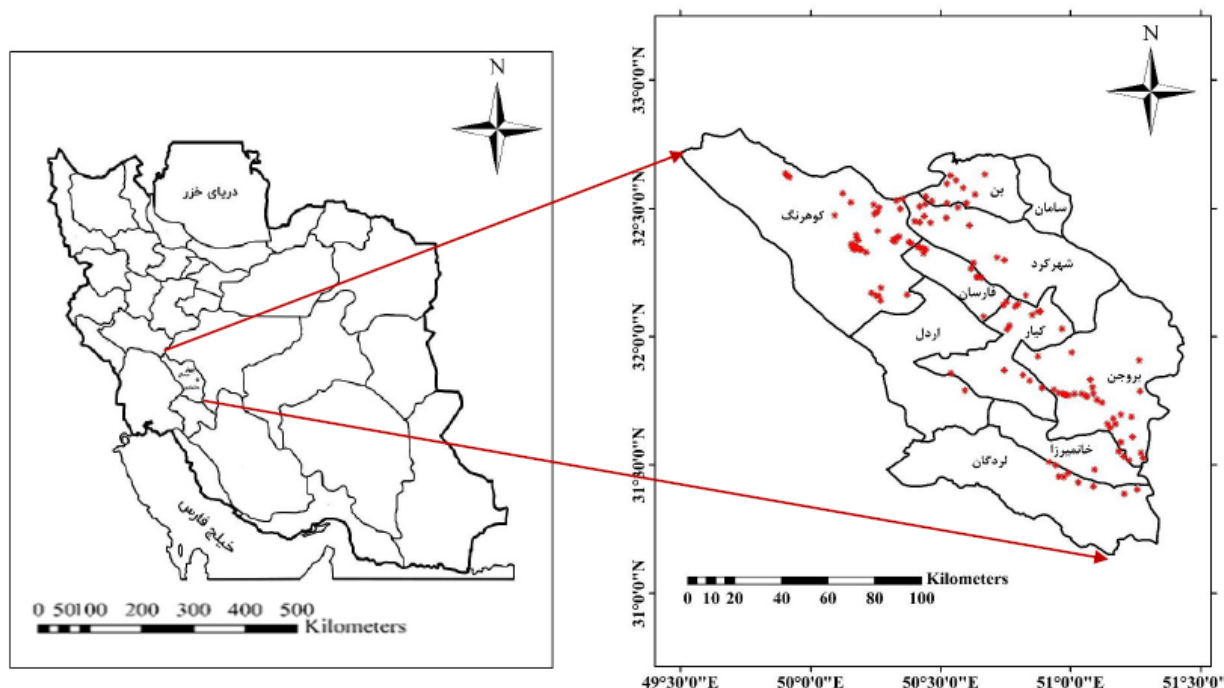 N
دریای خزر
خیلج فارس
0 50100 200 300 400 500
Kilometers
N
33°0'0"N
32°30'0"N
32°0'0"N
31°30'0"N
31°0'0"N
بن
سامان
کوهرنگ
شهرکرد
فارسان
کیار
اردل
بروجن
خانمیرزا
لردگان
Kilometers
0 10 20 40 60 80 100
49°30'0"E 50°0'0"E 50°30'0"E 51°0'0"E 51°30'0"E